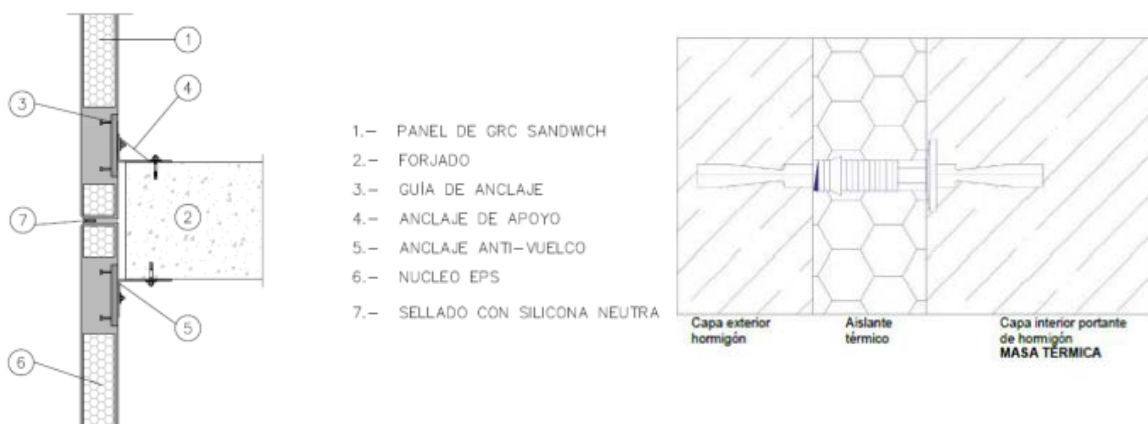 1
4
3
7
2
5
6
1.- PANEL DE GRC SANDWICH
2.- FORJADO
3.- GUÍA DE ANCLAJE
4.- ANCLAJE DE APOYO
5.- ANCLAJE ANTI-VUELCO
6.- NUCLEO EPS
7.- SELLADO CON SILICONA NEUTRA
Capa exterior
hormigón
Aislante
térmico
Capa interior portante
de hormigón
MASA TÉRMICA